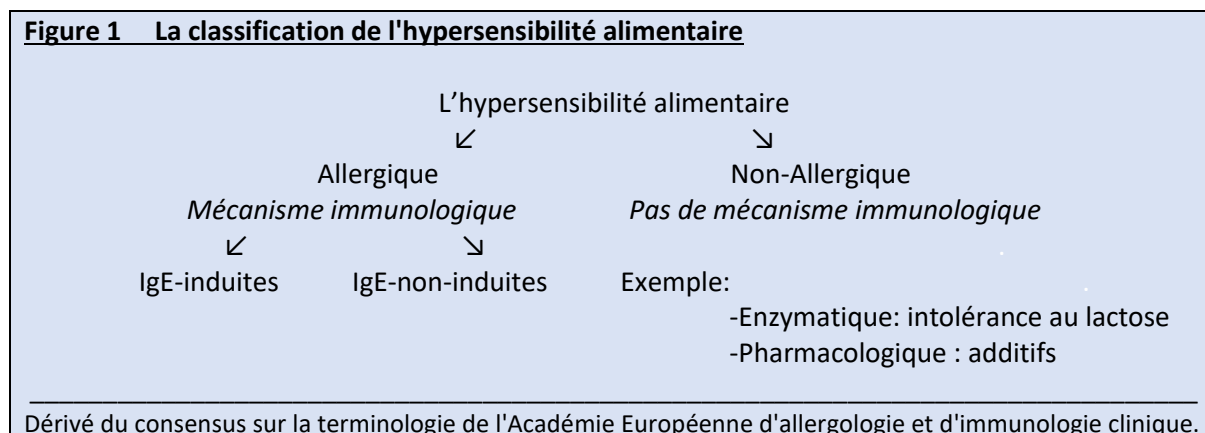 Figure 1 La classification de l'hypersensibilité alimentaire
L’hypersensibilité alimentaire
↙ ↘
Allergique Non-Allergique
Mécanisme immunologique Pas de mécanisme immunologique
↙ ↘
IgE-induites IgE-non-induites Exemple:
-Enzymatique: intolérance au lactose
-Pharmacologique : additifs
Dérivé du consensus sur la terminologie de l'Académie Européenne d'allergologie et d'immunologie clinique.